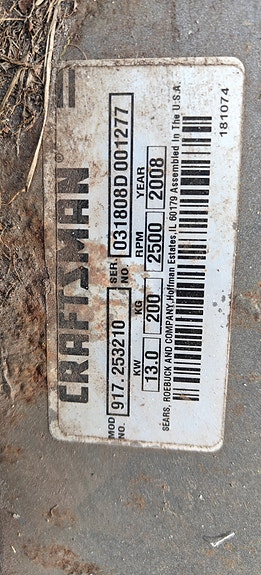 CRAFTSMAN
MOD. NO. 917.253210 SER. NO. 031808D 001277
KW 13.0 KG 200 RPM 2500 YEAR 2008
SEARS, ROEBUCK AND COMPANY, Hoffman Estates, IL 60179 Assembled In The U.S.A.
181074